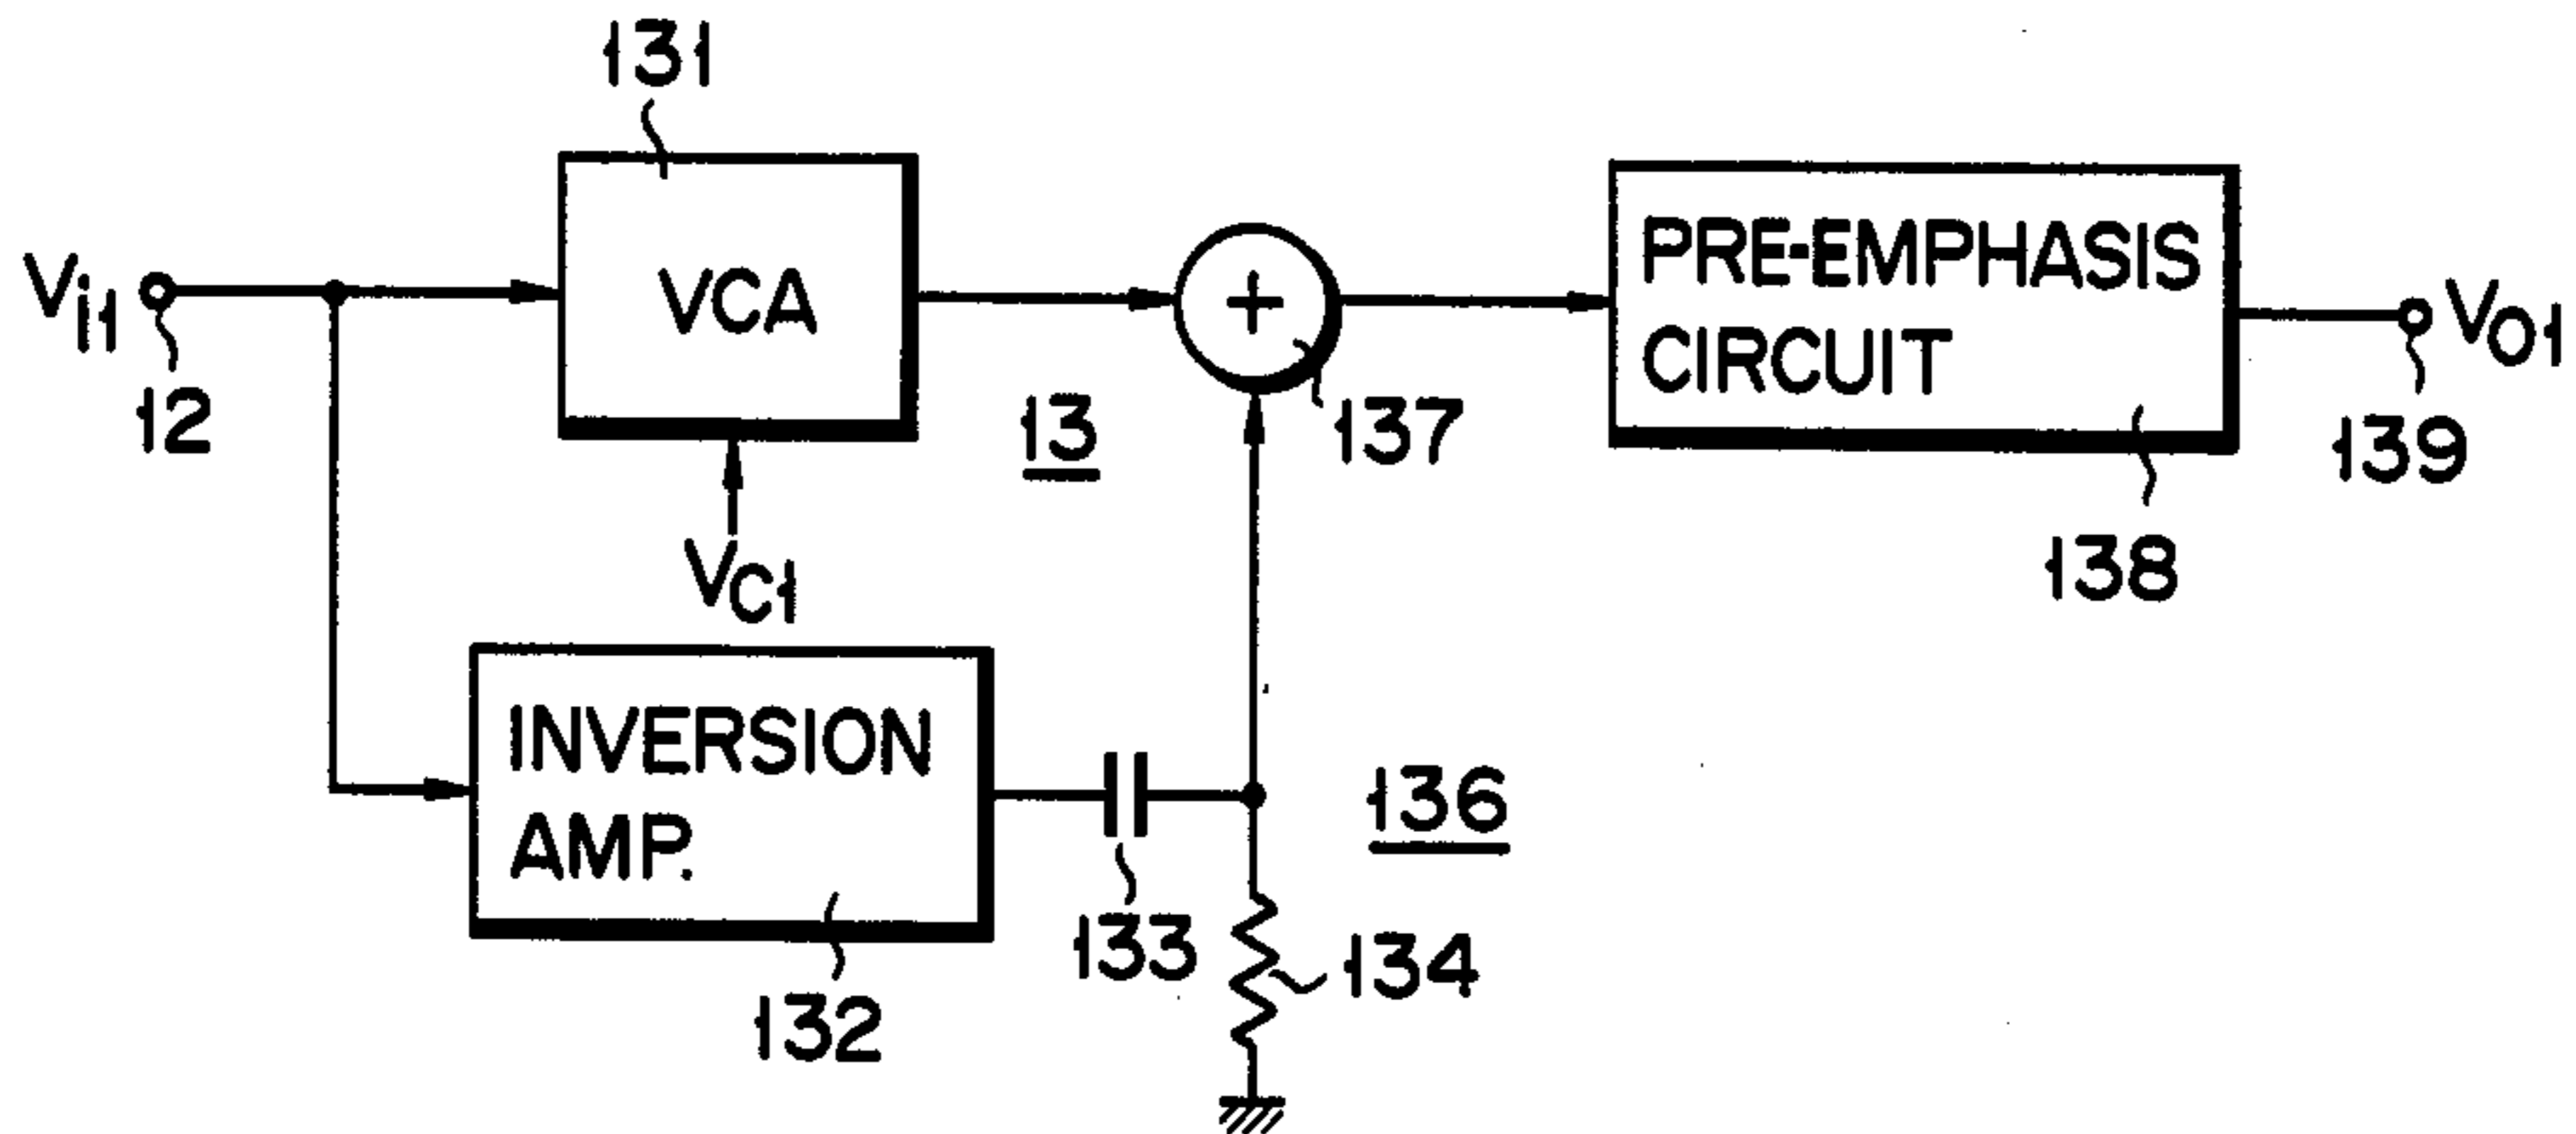 131
Vi1
12
VCA
13
VC1
137
PRE-EMPHASIS
CIRCUIT
138
VO1
139
INVERSION
AMP.
132
133
136
134